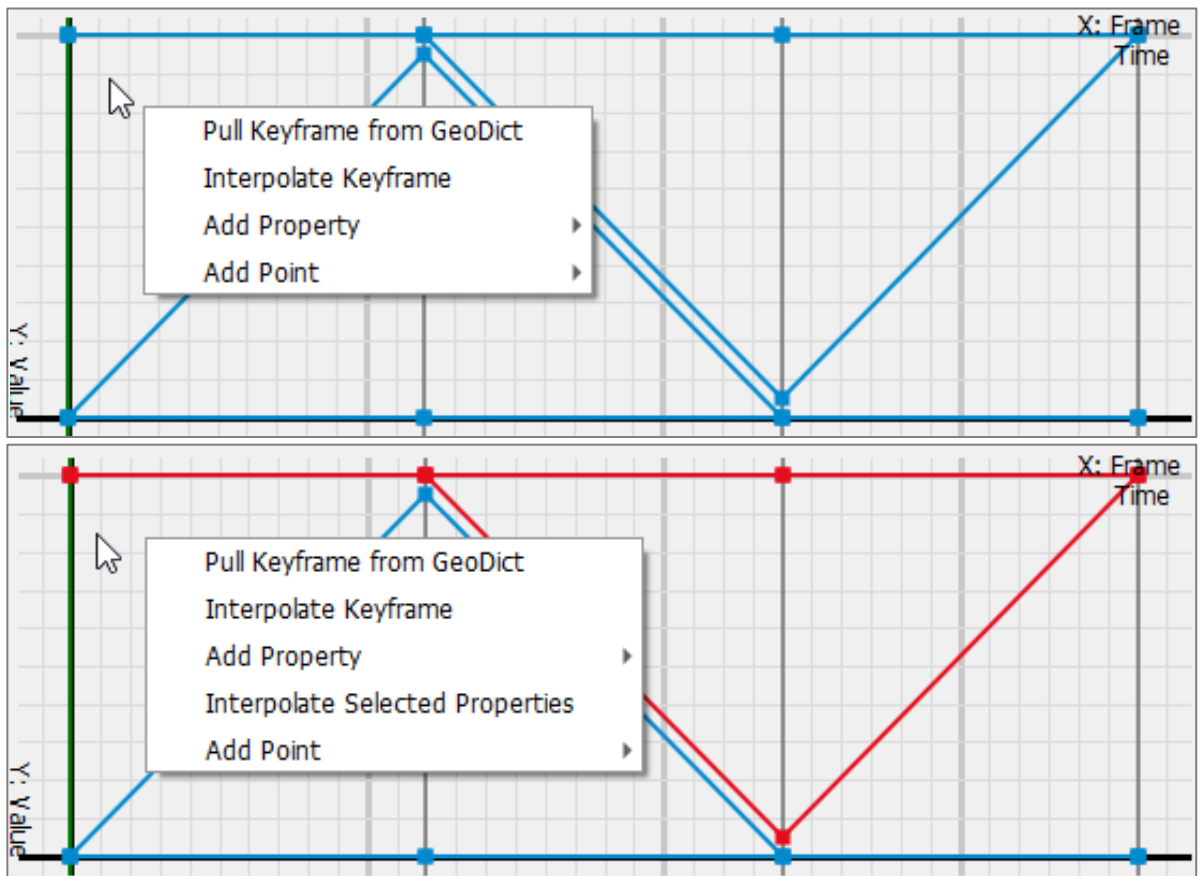 X: Frame
Time
Pull Keyframe from GeoDict
Interpolate Keyframe
Add Property
Add Point
Y: Value
X: Frame
Time
Pull Keyframe from GeoDict
Interpolate Keyframe
Add Property
Interpolate Selected Properties
Add Point
Y: Value